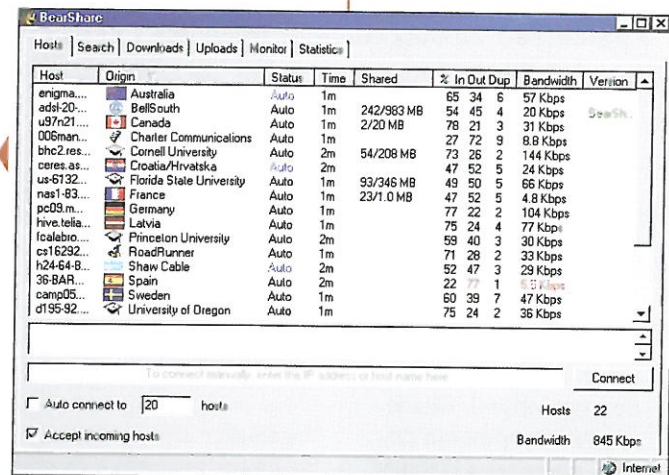 BearShare
Hosts Search Downloads Uploads Monitor Statistics
Host Origin Status Time Shared % In Out Dup Bandwidth Version
enigma.... Australia Auto 1m 65 34 6 57 Kbps
adsl-20-... BellSouth Auto 1m 242/983 MB 54 45 4 20 Kbps BearSh...
u97n21.... Canada Auto 1m 2/20 MB 78 21 3 31 Kbps
006man.... Charter Communications Auto 1m 27 72 9 8.8 Kbps
bhc2.res... Cornell University Auto 2m 54/208 MB 73 26 2 144 Kbps
ceres.as... Croatia/Hrvatska Auto 2m 47 52 5 24 Kbps
us-6132... Florida State University Auto 1m 93/346 MB 49 50 5 66 Kbps
nas1-83.... France Auto 1m 23/1.0 MB 47 52 5 4.8 Kbps
pc09.m... Germany Auto 1m 77 22 2 104 Kbps
hive.telia... Latvia Auto 1m 75 24 4 77 Kbps
fcalabro.... Princeton University Auto 2m 59 40 3 30 Kbps
cs16292... RoadRunner Auto 1m 71 28 2 33 Kbps
h24-64-B... Shaw Cable Auto 2m 52 47 3 29 Kbps
36-BAR... Spain Auto 2m 22 77 1 Kbps
camp05... Sweden Auto 1m 60 39 7 47 Kbps
d195-92.... University of Oregon Auto 1m 75 24 2 36 Kbps
To connect manually, enter the IP address or host name here
Connect
Auto connect to 20 hosts Hosts 22
Accept incoming hosts Bandwidth 845 Kbps
Internet